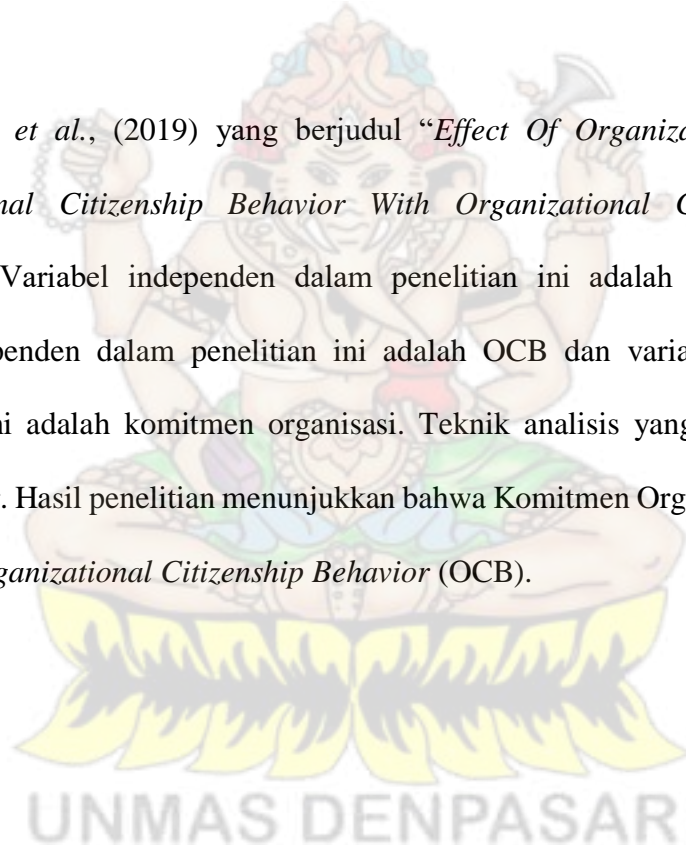 et al., (2019) yang berjudul “Effect Of Organiza
nal Citizenship Behavior With Organizational C
Variabel independen dalam penelitian ini adalah
penden dalam penelitian ini adalah OCB dan varia
ni adalah komitmen organisasi. Teknik analisis yang
. Hasil penelitian menunjukkan bahwa Komitmen Org
ganizational Citizenship Behavior (OCB).
UNMAS DENPASAR